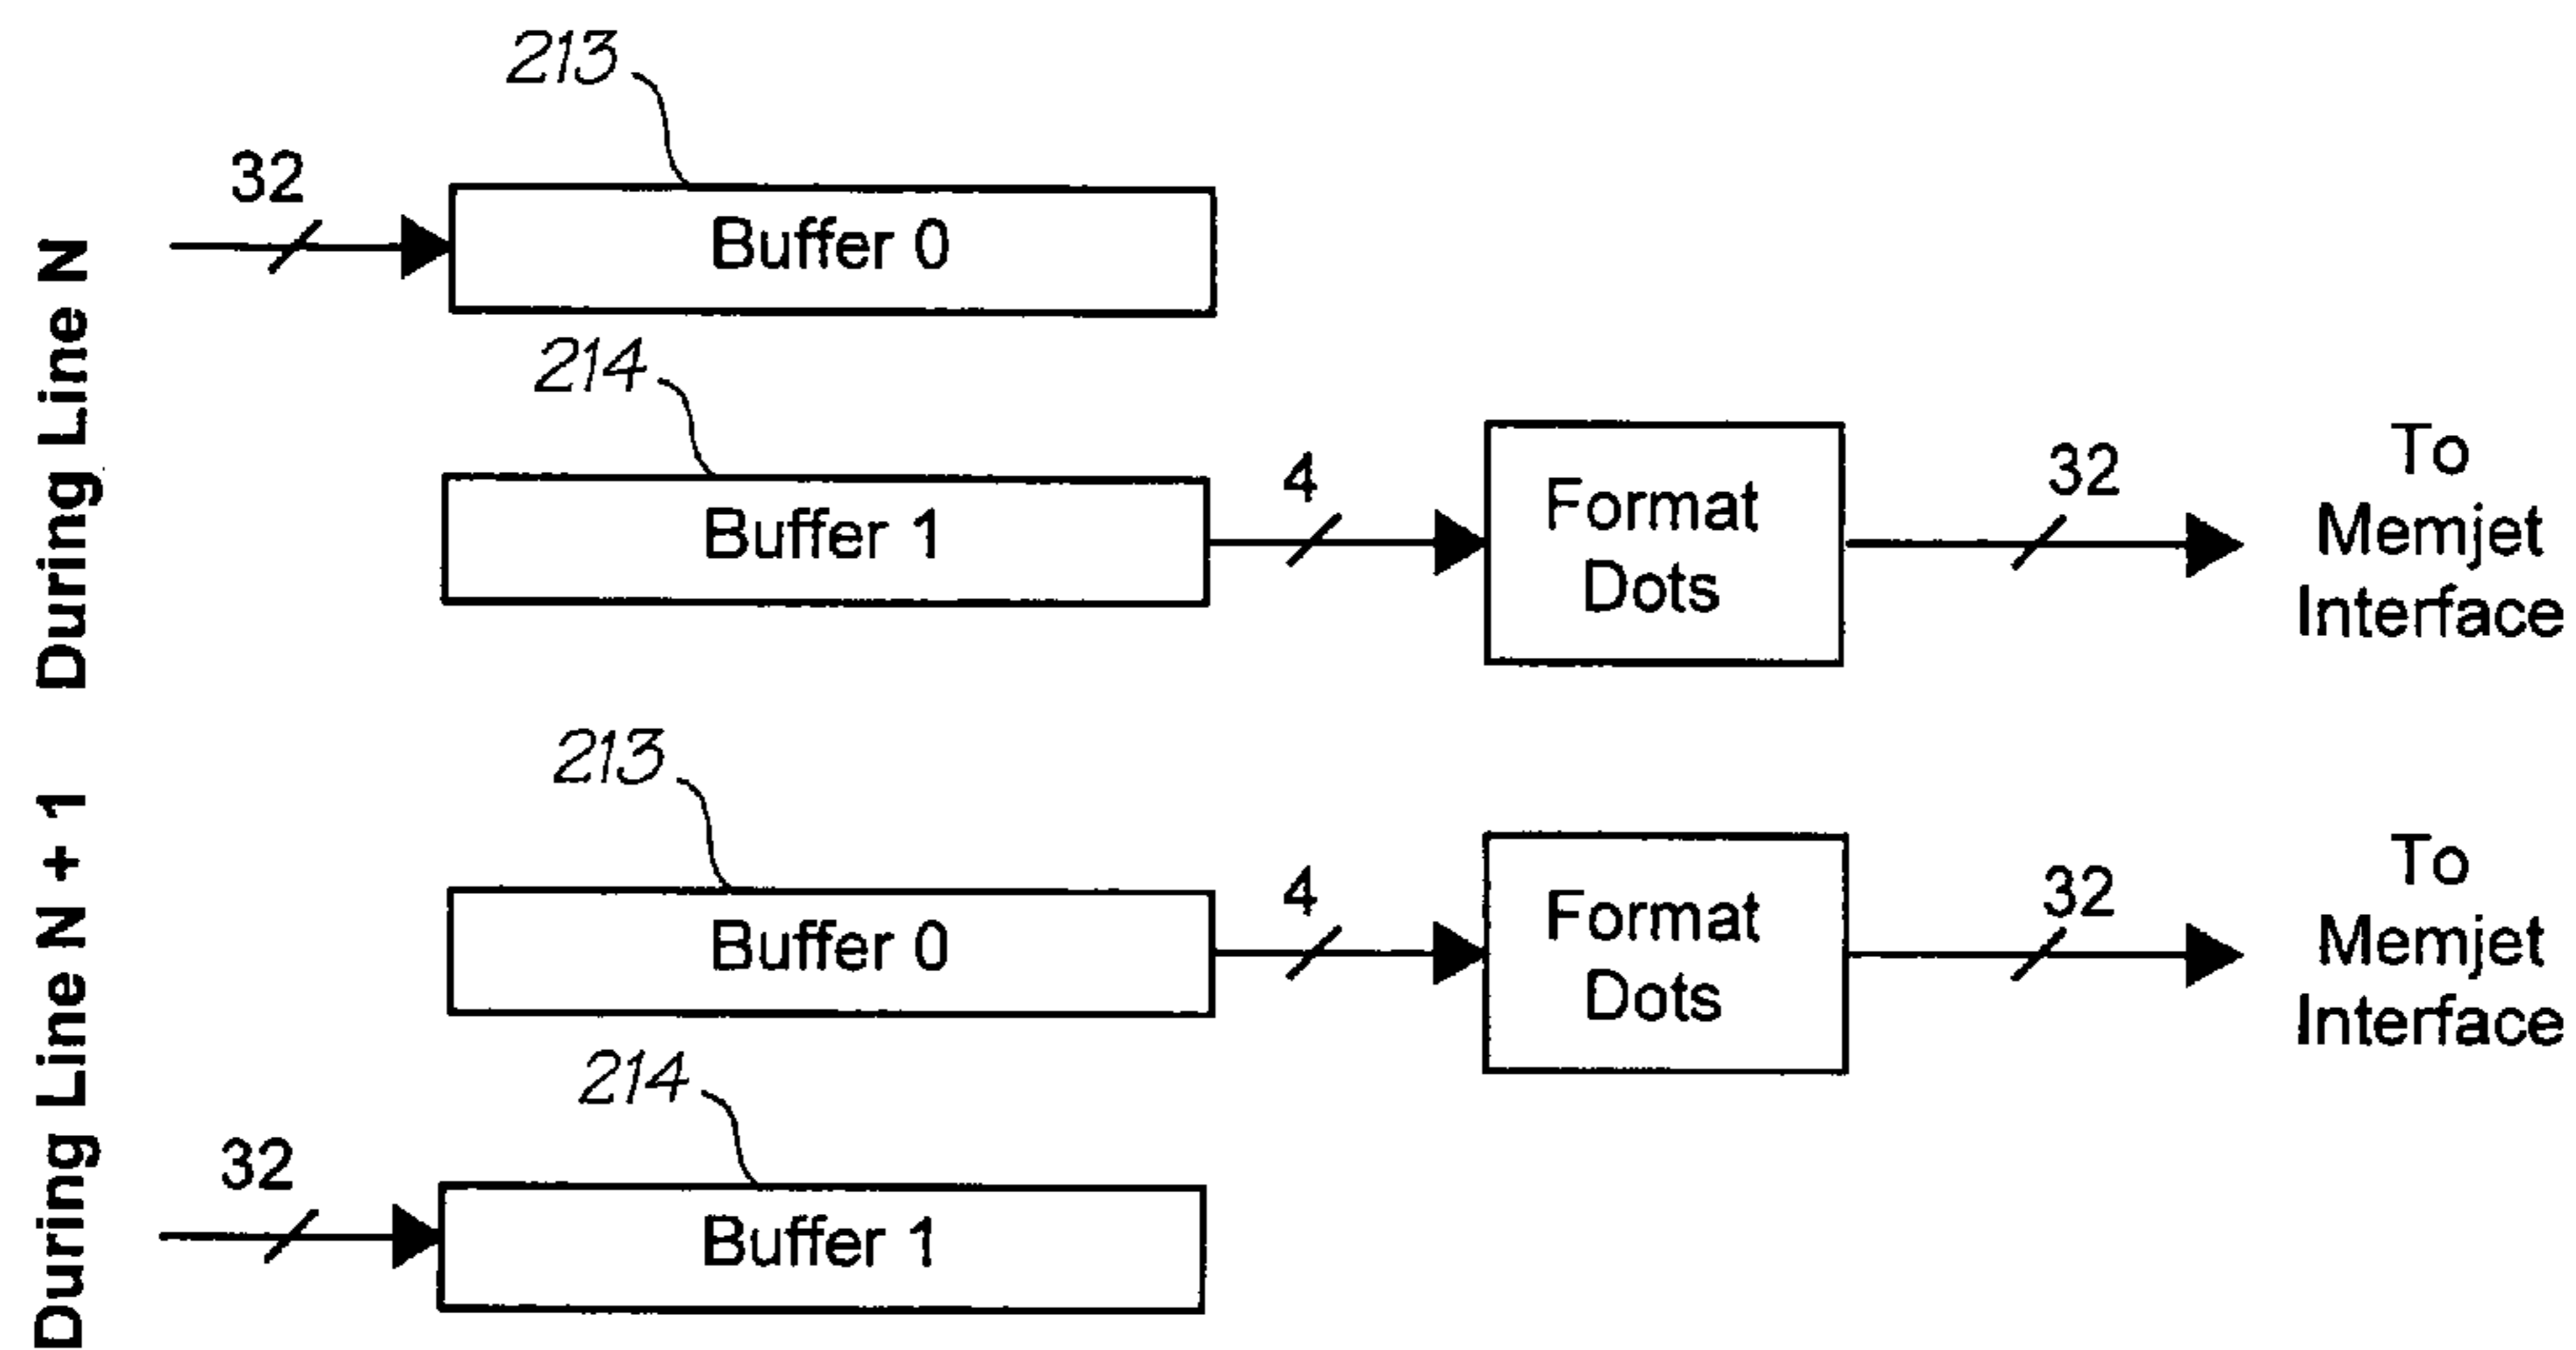 During Line N
213
32
Buffer 0
214
Buffer 1
4
Format
Dots
32
To
Memjet
Interface
During Line N + 1
213
Buffer 0
4
Format
Dots
32
To
Memjet
Interface
214
32
Buffer 1